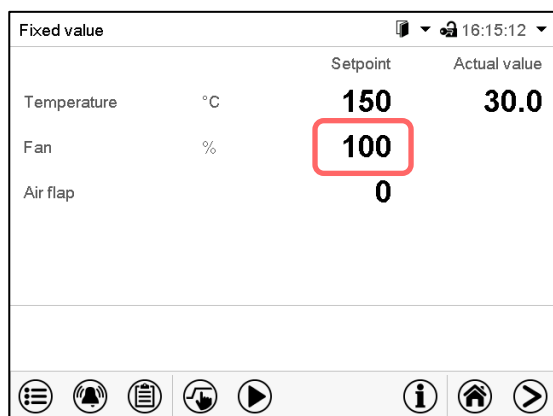 Fixed value 16:15:12
Setpoint Actual value
Temperature °C 150 30.0
Fan % 100
Air flap 0